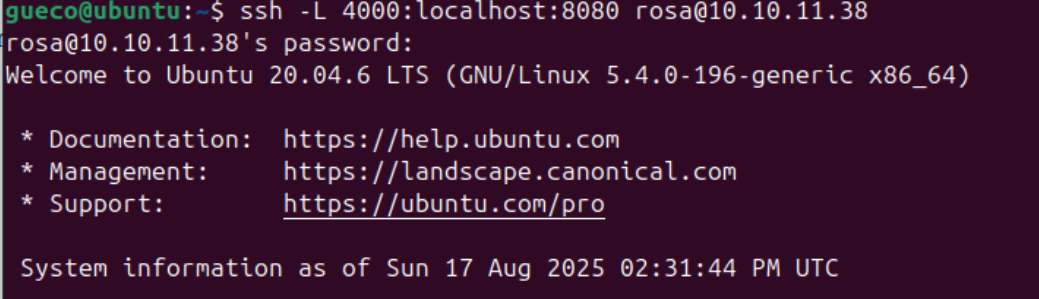 gueco@ubuntu:~$ ssh -L 4000:localhost:8080 rosa@10.10.11.38
rosa@10.10.11.38's password:
Welcome to Ubuntu 20.04.6 LTS (GNU/Linux 5.4.0-196-generic x86_64)
* Documentation:  https://help.ubuntu.com
* Management:     https://landscape.canonical.com
* Support:        https://ubuntu.com/pro
System information as of Sun 17 Aug 2025 02:31:44 PM UTC